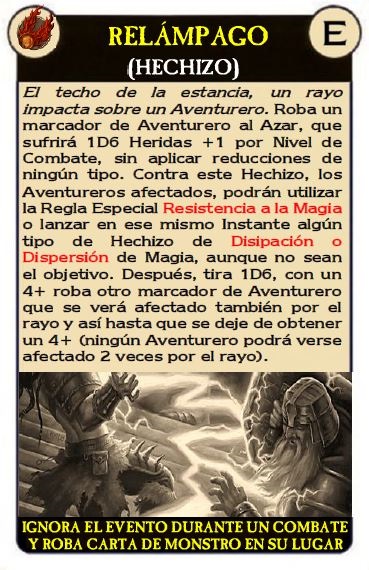 RELÁMPAGO
E
(HECHIZO)
El techo de la estancia, un rayo
impacta sobre un Aventurero. Roba un
marcador de Aventurero al Azar, que
sufrirá 1D6 Heridas +1 por Nivel de
Combate, sin aplicar reducciones de
ningún tipo. Contra este Hechizo, los
Aventureros afectados, podrán utilizar
la Regla Especial Resistencia a la Magia
o lanzar en ese mismo Instante algún
tipo de Hechizo de Disipación o
Dispersión de Magia, aunque no sean
el objetivo. Después, tira 1D6, con un
4+ roba otro marcador de Aventurero
que se verá afectado también por el
rayo y así hasta que se deje de obtener
un 4+ (ningún Aventurero podrá verse
afectado 2 veces por el rayo).
IGNORA EL EVENTO DURANTE UN COMBATE
Y ROBA CARTA DE MONSTRO EN SU LUGAR